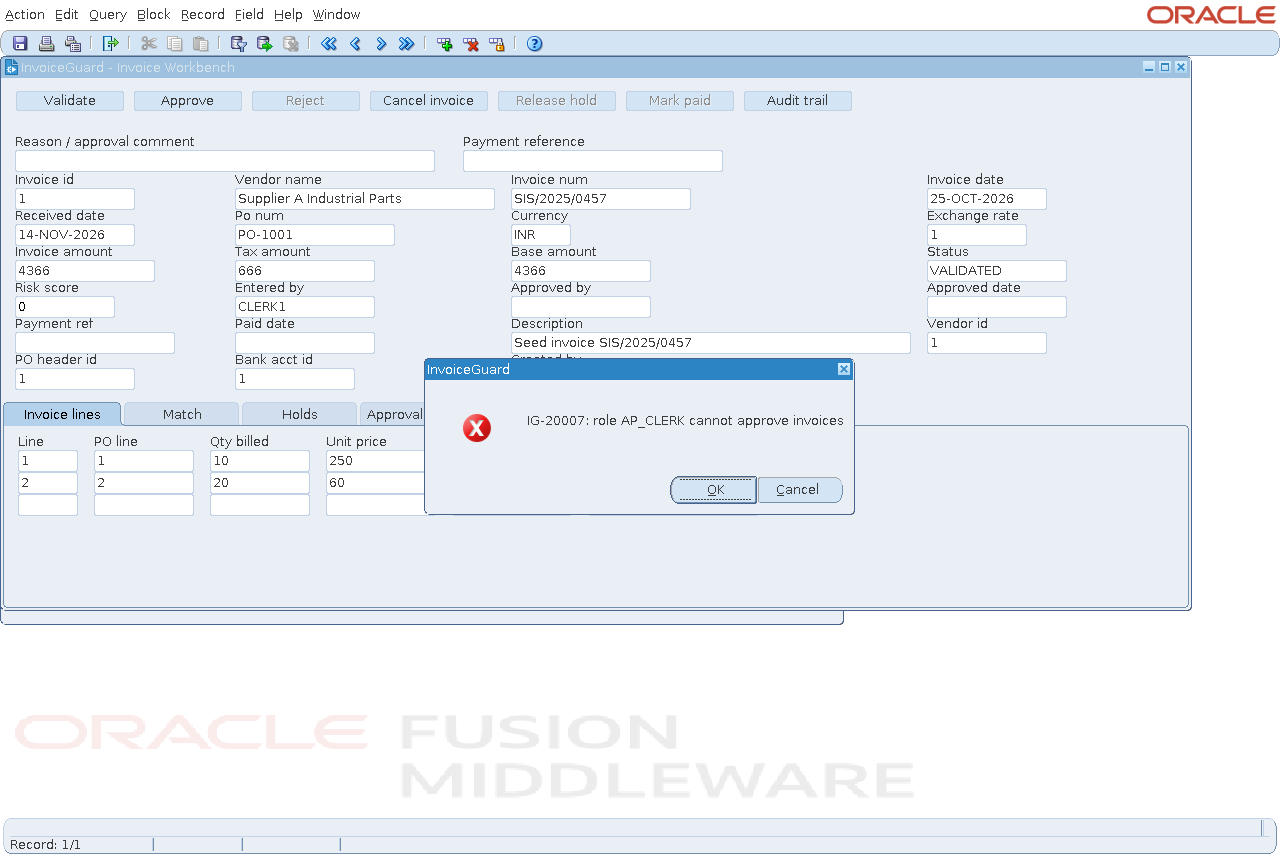 Action Edit Query Block Record Field Help Window
ORACLE
InvoiceGuard - Invoice Workbench
Validate Approve Reject Cancel invoice Release hold Mark paid Audit trail
Reason / approval comment Payment reference
Invoice id Vendor name Invoice num Invoice date
1 Supplier A Industrial Parts SIS/2025/0457 25-OCT-2026
Received date Po num Currency Exchange rate
14-NOV-2026 PO-1001 INR 1
Invoice amount Tax amount Base amount Status
4366 666 4366 VALIDATED
Risk score Entered by Approved by Approved date
0 CLERK1
Payment ref Paid date Description Vendor id
Seed invoice SIS/2025/0457 1
PO header id Bank acct id
1 1
InvoiceGuard
IG-20007: role AP_CLERK cannot approve invoices
OK Cancel
Invoice lines Match Holds Approval
Line PO line Qty billed Unit price
1 1 10 250
2 2 20 60
ORACLE FUSION
MIDDLEWARE
Record: 1/1